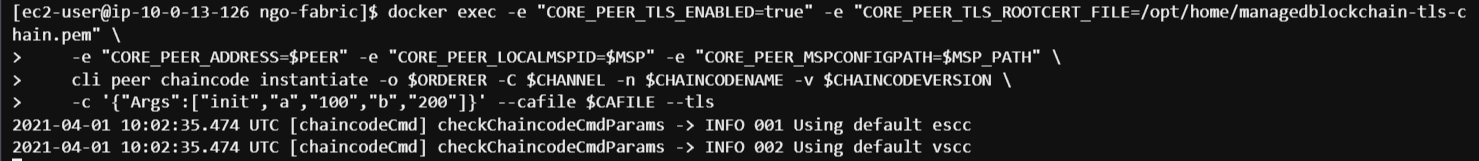 [ec2-user@ip-10-0-13-126 ngo-fabric]$ docker exec -e "CORE_PEER_TLS_ENABLED=true" -e "CORE_PEER_TLS_ROOTCERT_FILE=/opt/home/managedblockchain-tls-c
hain.pem" \
>     -e "CORE_PEER_ADDRESS=$PEER" -e "CORE_PEER_LOCALMSPID=$MSP" -e "CORE_PEER_MSPCONFIGPATH=$MSP_PATH" \
>     cli peer chaincode instantiate -o $ORDERER -C $CHANNEL -n $CHAINCODENAME -v $CHAINCODEVERSION \
>     -c '{"Args":["init","a","100","b","200"]}' --cafile $CAFILE --tls
2021-04-01 10:02:35.474 UTC [chaincodeCmd] checkChaincodeCmdParams -> INFO 001 Using default escc
2021-04-01 10:02:35.474 UTC [chaincodeCmd] checkChaincodeCmdParams -> INFO 002 Using default vscc